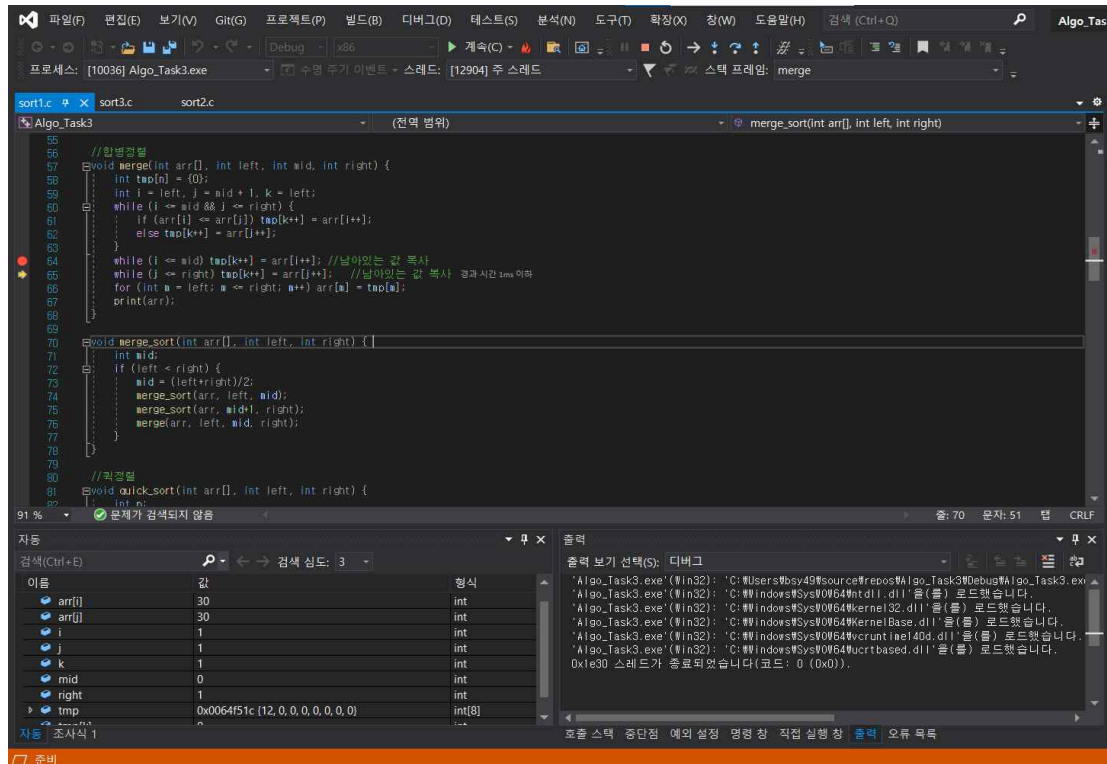 파일(F) 편집(E) 보기(V) Git(G) 프로젝트(P) 빌드(B) 디버그(D) 테스트(S) 분석(N) 도구(T) 확장(X) 창(W) 도움말(H) 검색 (Ctrl+Q) Algo_Tas
Debug x86 계속(C)
프로세스: [10036] Algo_Task3.exe 수명 주기 이벤트 스레드: [12904] 주 스레드 스택 프레임: merge
sort1.c sort3.c sort2.c
Algo_Task3 (전역 범위) merge_sort(int arr[], int left, int right)
55
56 //합병정렬
57 void merge(int arr[], int left, int mid, int right) {
58 int tmp[n] = {0};
59 int i = left, j = mid + 1, k = left;
60 while (i <= mid && j <= right) {
61 if (arr[i] <= arr[j]) tmp[k++] = arr[i++];
62 else tmp[k++] = arr[j++];
63 }
64 while (i <= mid) tmp[k++] = arr[i++]; //남아있는 값 복사
65 while (j <= right) tmp[k++] = arr[j++]; //남아있는 값 복사 경과 시간 1ms 이하
66 for (int m = left; m <= right; m++) arr[m] = tmp[m];
67 print(arr);
68 }
69
70 void merge_sort(int arr[], int left, int right) {
71 int mid;
72 if (left < right) {
73 mid = (left+right)/2;
74 merge_sort(arr, left, mid);
75 merge_sort(arr, mid+1, right);
76 merge(arr, left, mid, right);
77 }
78 }
79
80 //퀵정렬
81 void quick_sort(int arr[], int left, int right) {
82 int p;
91 % 문제가 검색되지 않음 줄: 70 문자: 51 탭 CRLF
자동
검색(Ctrl+E) 검색 심도: 3
이름 값 형식
arr[i] 30 int
arr[j] 30 int
i 1 int
j 1 int
k 1 int
mid 0 int
right 1 int
tmp 0x0064f51c {12, 0, 0, 0, 0, 0, 0, 0} int[8]
자동 조사식 1
출력
출력 보기 선택(S): 디버그
'Algo_Task3.exe'(Win32): 'C:₩Users₩bsy49₩source₩repos₩Algo_Task3₩Debug₩Algo_Task3.exe
'Algo_Task3.exe'(Win32): 'C:₩Windows₩SysWOW64₩ntdll.dll'을(를) 로드했습니다.
'Algo_Task3.exe'(Win32): 'C:₩Windows₩SysWOW64₩kernel32.dll'을(를) 로드했습니다.
'Algo_Task3.exe'(Win32): 'C:₩Windows₩SysWOW64₩KernelBase.dll'을(를) 로드했습니다.
'Algo_Task3.exe'(Win32): 'C:₩Windows₩SysWOW64₩vcruntime140d.dll'을(를) 로드했습니다.
'Algo_Task3.exe'(Win32): 'C:₩Windows₩SysWOW64₩ucrtbased.dll'을(를) 로드했습니다.
0x1e30 스레드가 종료되었습니다(코드: 0 (0x0)).
호출 스택 중단점 예외 설정 명령 창 직접 실행 창 출력 오류 목록
준비